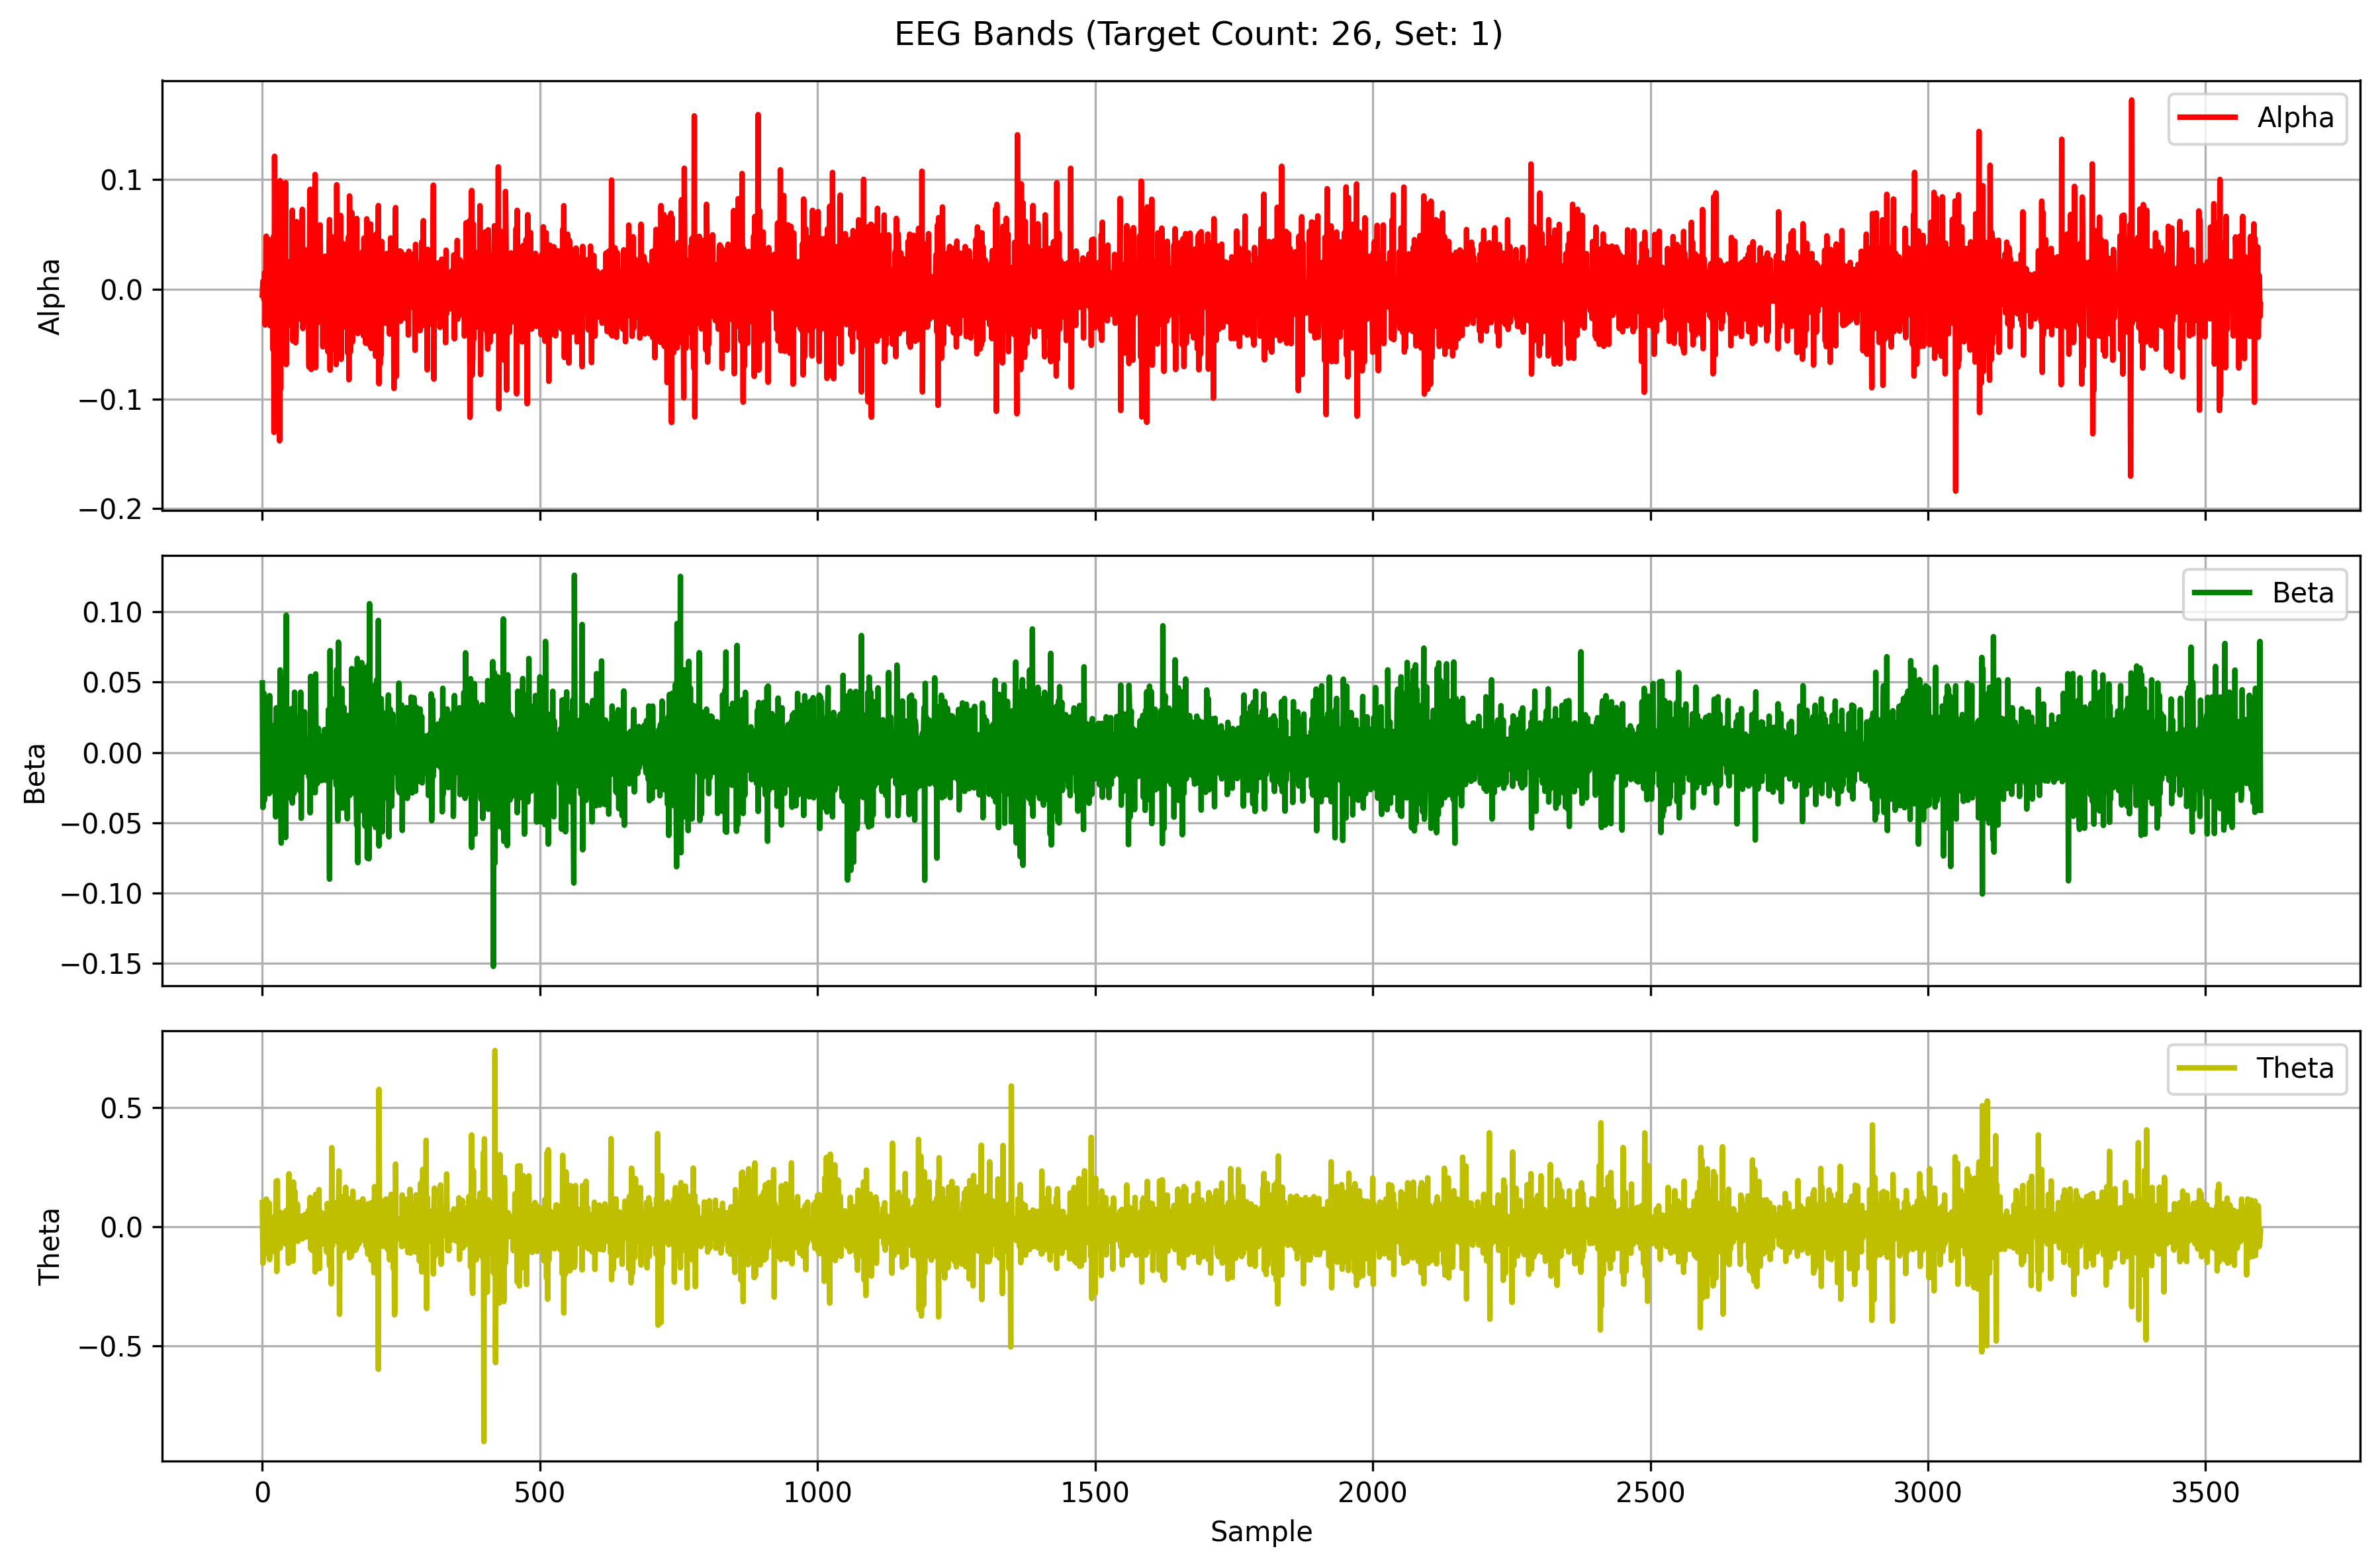 EEG Bands (Target Count: 26, Set: 1)
Alpha
0.1
0.0
−0.1
−0.2
Alpha
Beta
0.10
0.05
0.00
−0.05
−0.10
−0.15
Beta
Theta
0.5
0.0
−0.5
Theta
0 500 1000 1500 2000 2500 3000 3500
Sample